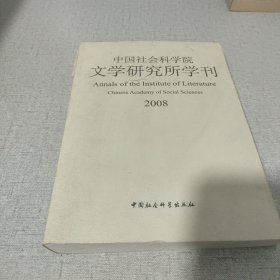 中国社会科学院
文学研究所学刊
Annals of the Institute of Literature
Chinese Academy of Social Sciences
2008
中国社会科学出版社